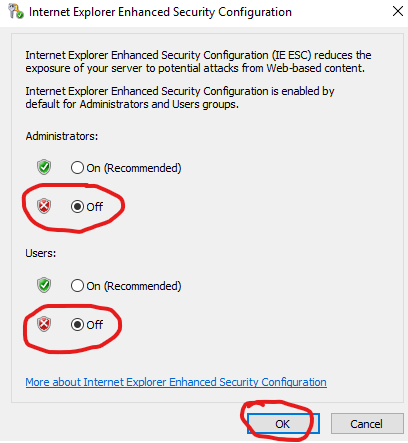 Internet Explorer Enhanced Security Configuration
Internet Explorer Enhanced Security Configuration (IE ESC) reduces the
exposure of your server to potential attacks from Web-based content.
Internet Explorer Enhanced Security Configuration is enabled by
default for Administrators and Users groups.
Administrators:
On (Recommended)
Off
Users:
On (Recommended)
Off
More about Internet Explorer Enhanced Security Configuration
OK Cancel